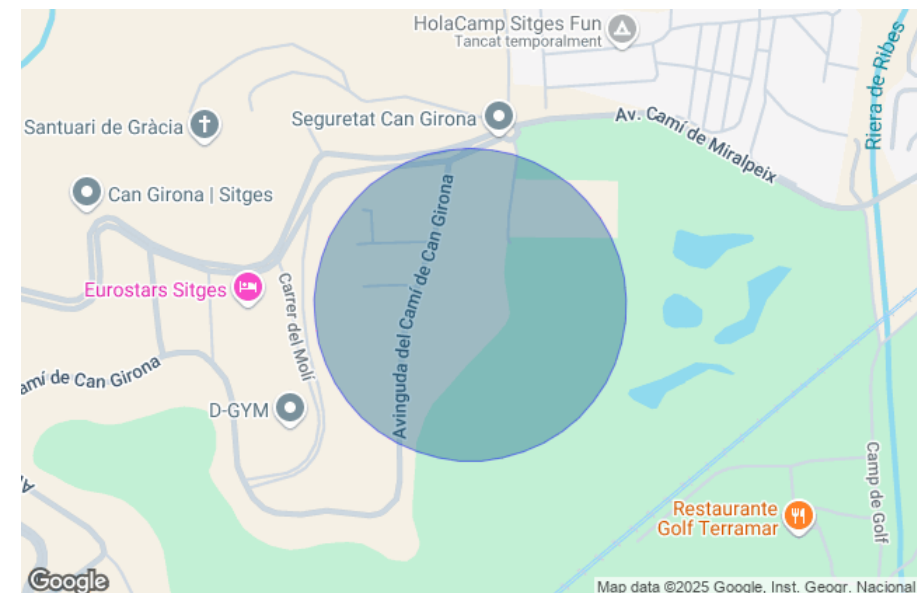 HolaCamp Sitges Fun
Tancat temporalment
Riera de Ribes
Santuari de Gràcia
Seguretat Can Girona
Av. Camí de Miralpeix
Can Girona | Sitges
Avinguda del Camí de Can Girona
Eurostars Sitges
Carrer del Molí
amí de Can Girona
D-GYM
Camp de Golf
Restaurante
Golf Terramar
Google
Map data ©2025 Google, Inst. Geogr. Nacional